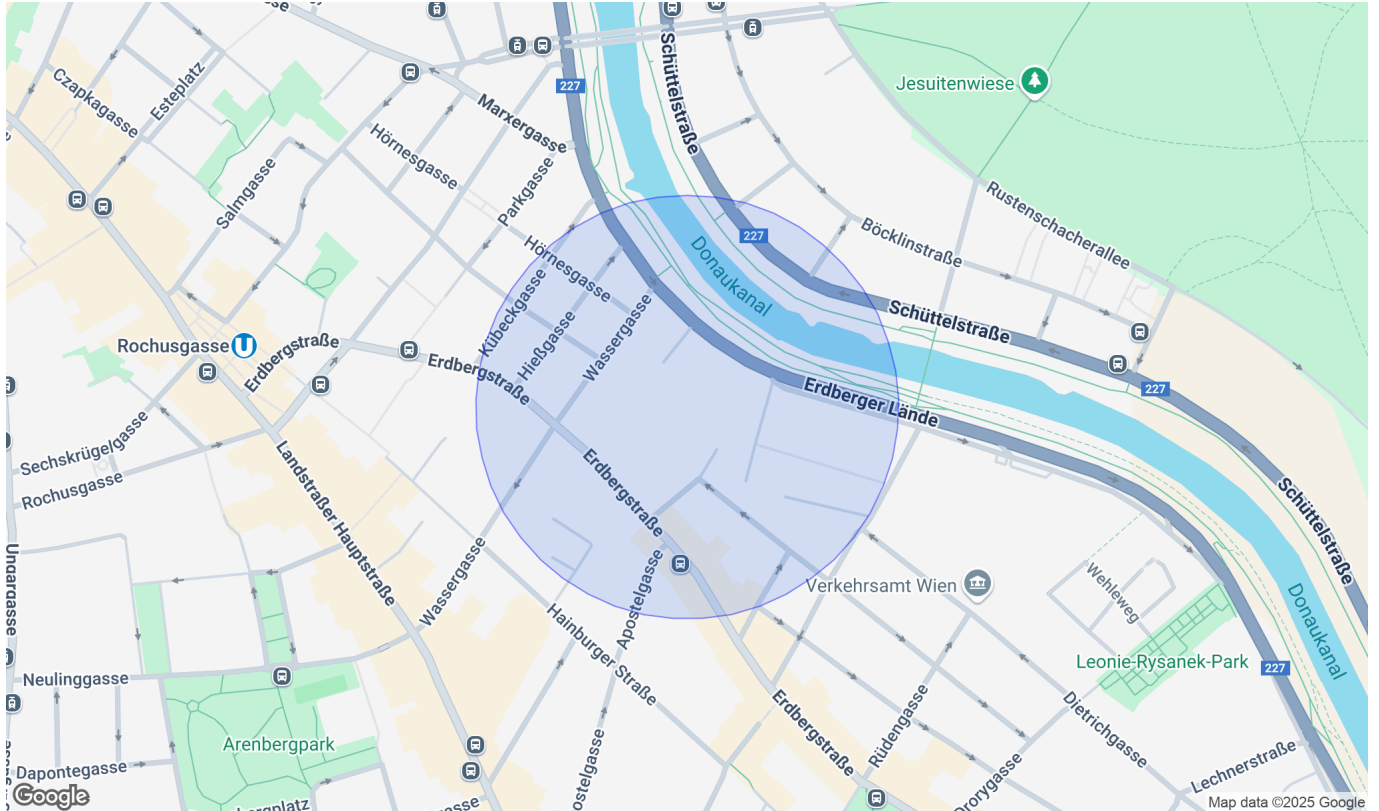 Czapkagasse
Esteplatz
Marxergasse
227
Schüttelstraße
Jesuitenwiese
Hörnesgasse
Salmgasse
Parkgasse
Rustenschacherallee
Böcklinstraße
227
Donaukanal
Hörnesgasse
Kübeckgasse
Hießgasse
Wassergasse
Schüttelstraße
Rochusgasse
U
Erdbergstraße
Erdbergstraße
227
Erdberger Lände
Sechskrügelgasse
Rochusgasse
Landstraßer Hauptstraße
Erdbergstraße
Schüttelstraße
Ungargasse
Wassergasse
Apostelgasse
Hainburger Straße
Verkehrsamt Wien
Wehleweg
Donaukanal
Neulinggasse
Leonie-Rysanek-Park
227
Arenbergpark
Erdbergstraße
Rüdengasse
Dietrichgasse
Dapontegasse
ostelgasse
Drorygasse
Lechnerstraße
Google
Map data ©2025 Google